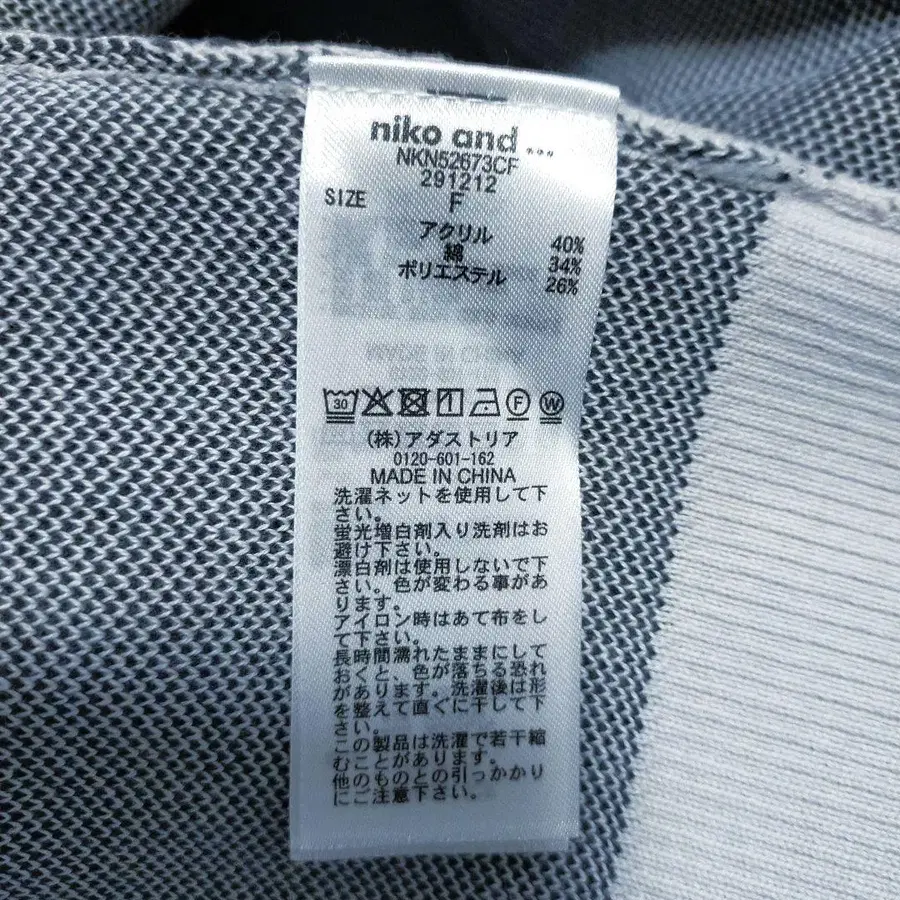 niko and ...
NKN52673CF
291212
SIZE F
アクリル 40%
綿 34%
ポリエステル 26%
30 F W
(株)アダストリア
0120-601-162
MADE IN CHINA
洗濯ネットを使用して下
さい。
蛍光増白剤入り洗剤はお
避け下さい。
漂白剤は使用しないで下
さい。色が変わる事があ
ります。
アイロン時はあて布をし
て下さい。
長時間濡れたままにして
おくと、色が落ちる恐れ
があります。洗濯後は形
を整えて直ぐに干して下
さい。
この製品は洗濯で若干縮
むことがあります。
他のものとの引っかかり
にご注意下さい。